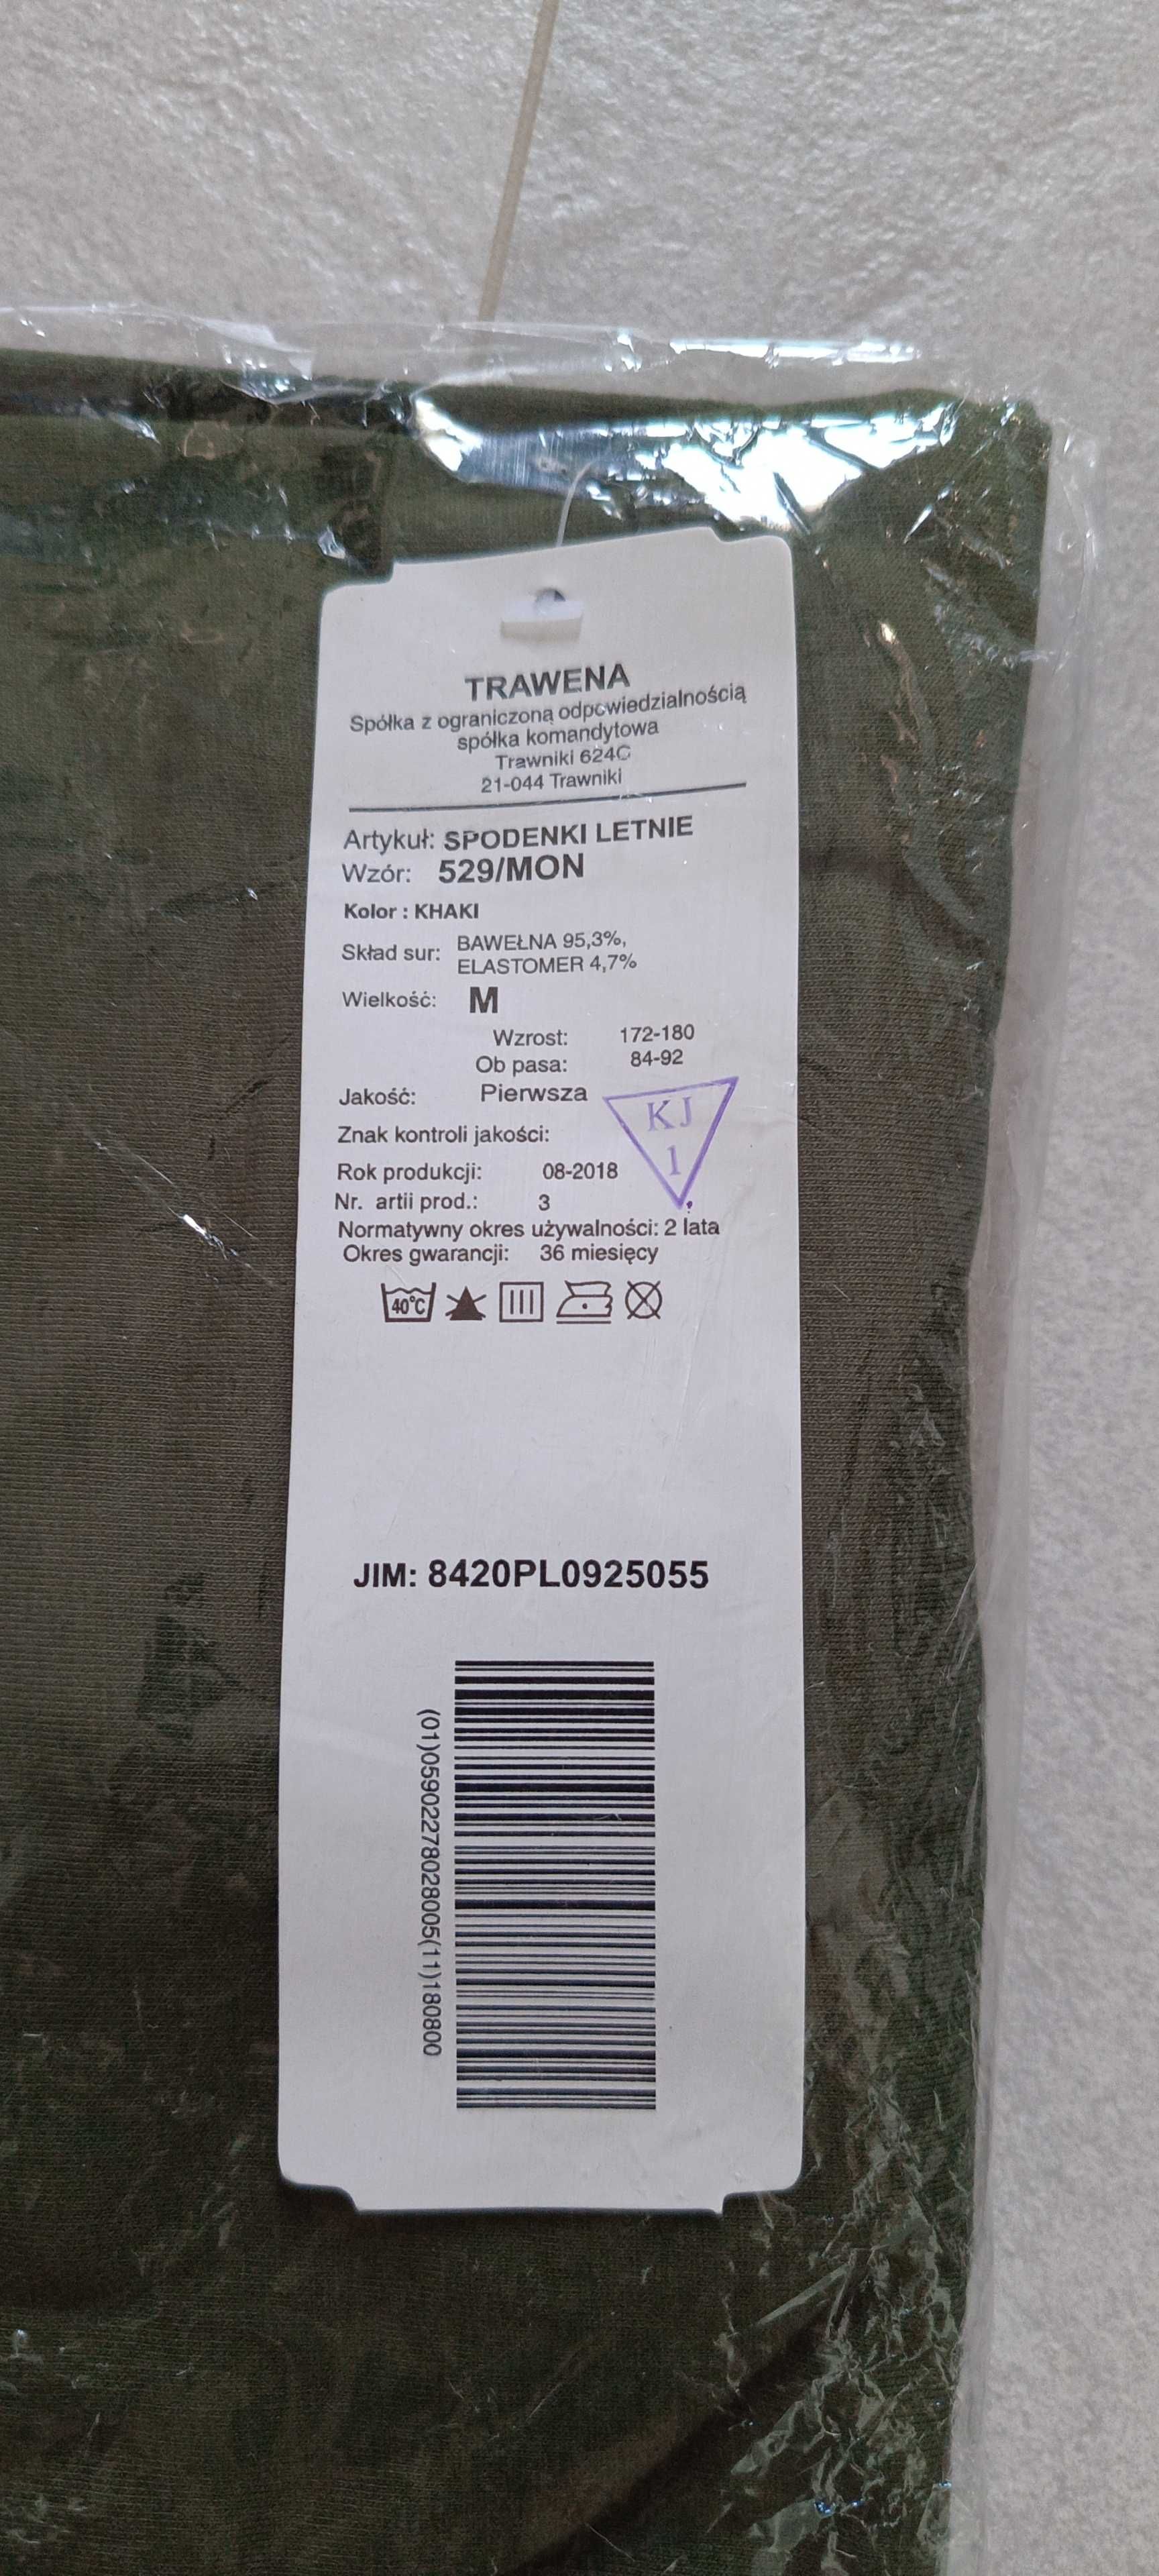 TRAWENA
Spółka z ograniczoną odpowiedzialnością
spółka komandytowa
Trawniki 624C
21-044 Trawniki
Artykuł: SPODENKI LETNIE
Wzór: 529/MON
Kolor : KHAKI
Skład sur: BAWEŁNA 95,3%,
ELASTOMER 4,7%
Wielkość: M
Wzrost: 172-180
Ob pasa: 84-92
Jakość: Pierwsza
KJ
1
Znak kontroli jakości:
Rok produkcji: 08-2018
Nr. artii prod.: 3
Normatywny okres używalności: 2 lata
Okres gwarancji: 36 miesięcy
40°C
JIM: 8420PL0925055
(01)05902278028005(11)180800